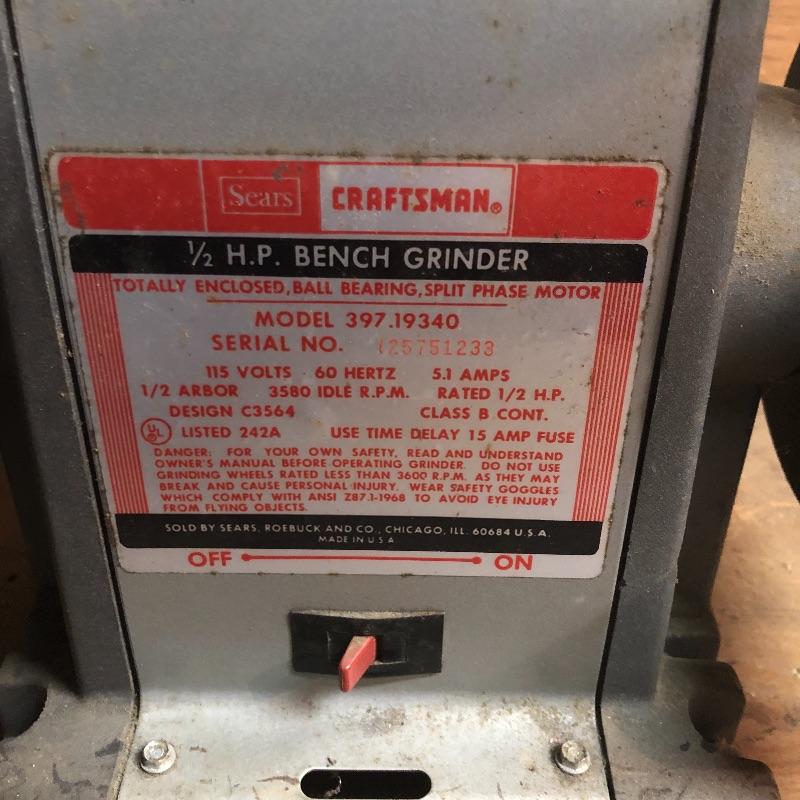 Sears CRAFTSMAN®
1/2 H.P. BENCH GRINDER
TOTALLY ENCLOSED, BALL BEARING, SPLIT PHASE MOTOR
MODEL 397.19340
SERIAL NO.
115 VOLTS · 60 HERTZ 5.1 AMPS
1/2 ARBOR 3580 IDLE R.P.M. RATED 1/2 H.P.
DESIGN C3564 CLASS B CONT.
UL LISTED 242A USE TIME DELAY 15 AMP FUSE
DANGER: FOR YOUR OWN SAFETY, READ AND UNDERSTAND
OWNER'S MANUAL BEFORE OPERATING GRINDER. DO NOT USE
GRINDING WHEELS RATED LESS THAN 3600 R.P.M. AS THEY MAY
BREAK AND CAUSE PERSONAL INJURY. WEAR SAFETY GOGGLES
WHICH COMPLY WITH ANSI Z87.1-1968 TO AVOID EYE INJURY
FROM FLYING OBJECTS.
SOLD BY SEARS, ROEBUCK AND CO., CHICAGO, ILL. 60684 U.S.A.
MADE IN U.S.A.
OFF ON